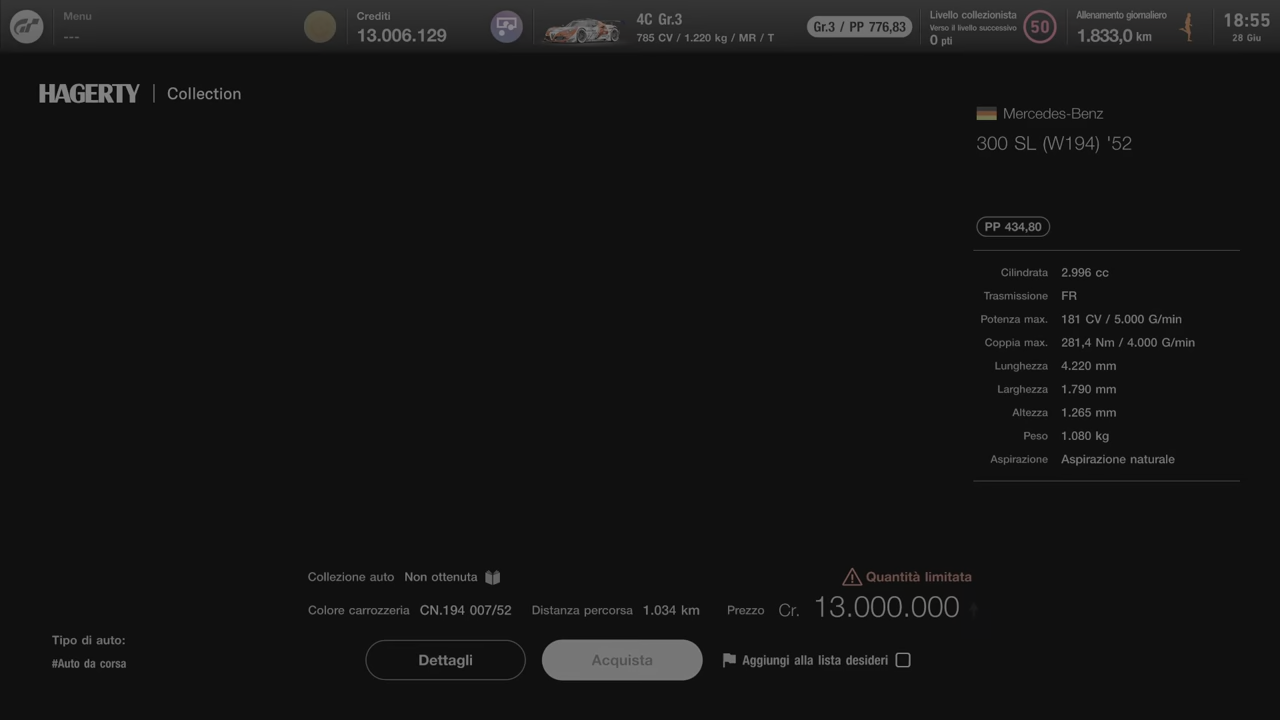 Menu
---
Crediti
13.006.129
4C Gr.3
785 CV / 1.220 kg / MR / T
Gr.3 / PP 776,83
Livello collezionista
Verso il livello successivo
0 pti
50
Allenamento giornaliero
1.833,0 km
18:55
28 Giu
HAGERTY | Collection
Mercedes-Benz
300 SL (W194) '52
PP 434,80
Cilindrata 2.996 cc
Trasmissione FR
Potenza max. 181 CV / 5.000 G/min
Coppia max. 281,4 Nm / 4.000 G/min
Lunghezza 4.220 mm
Larghezza 1.790 mm
Altezza 1.265 mm
Peso 1.080 kg
Aspirazione Aspirazione naturale
Collezione auto Non ottenuta
Quantità limitata
Colore carrozzeria CN.194 007/52 Distanza percorsa 1.034 km Prezzo Cr. 13.000.000
Tipo di auto:
#Auto da corsa
Dettagli
Acquista
Aggiungi alla lista desideri